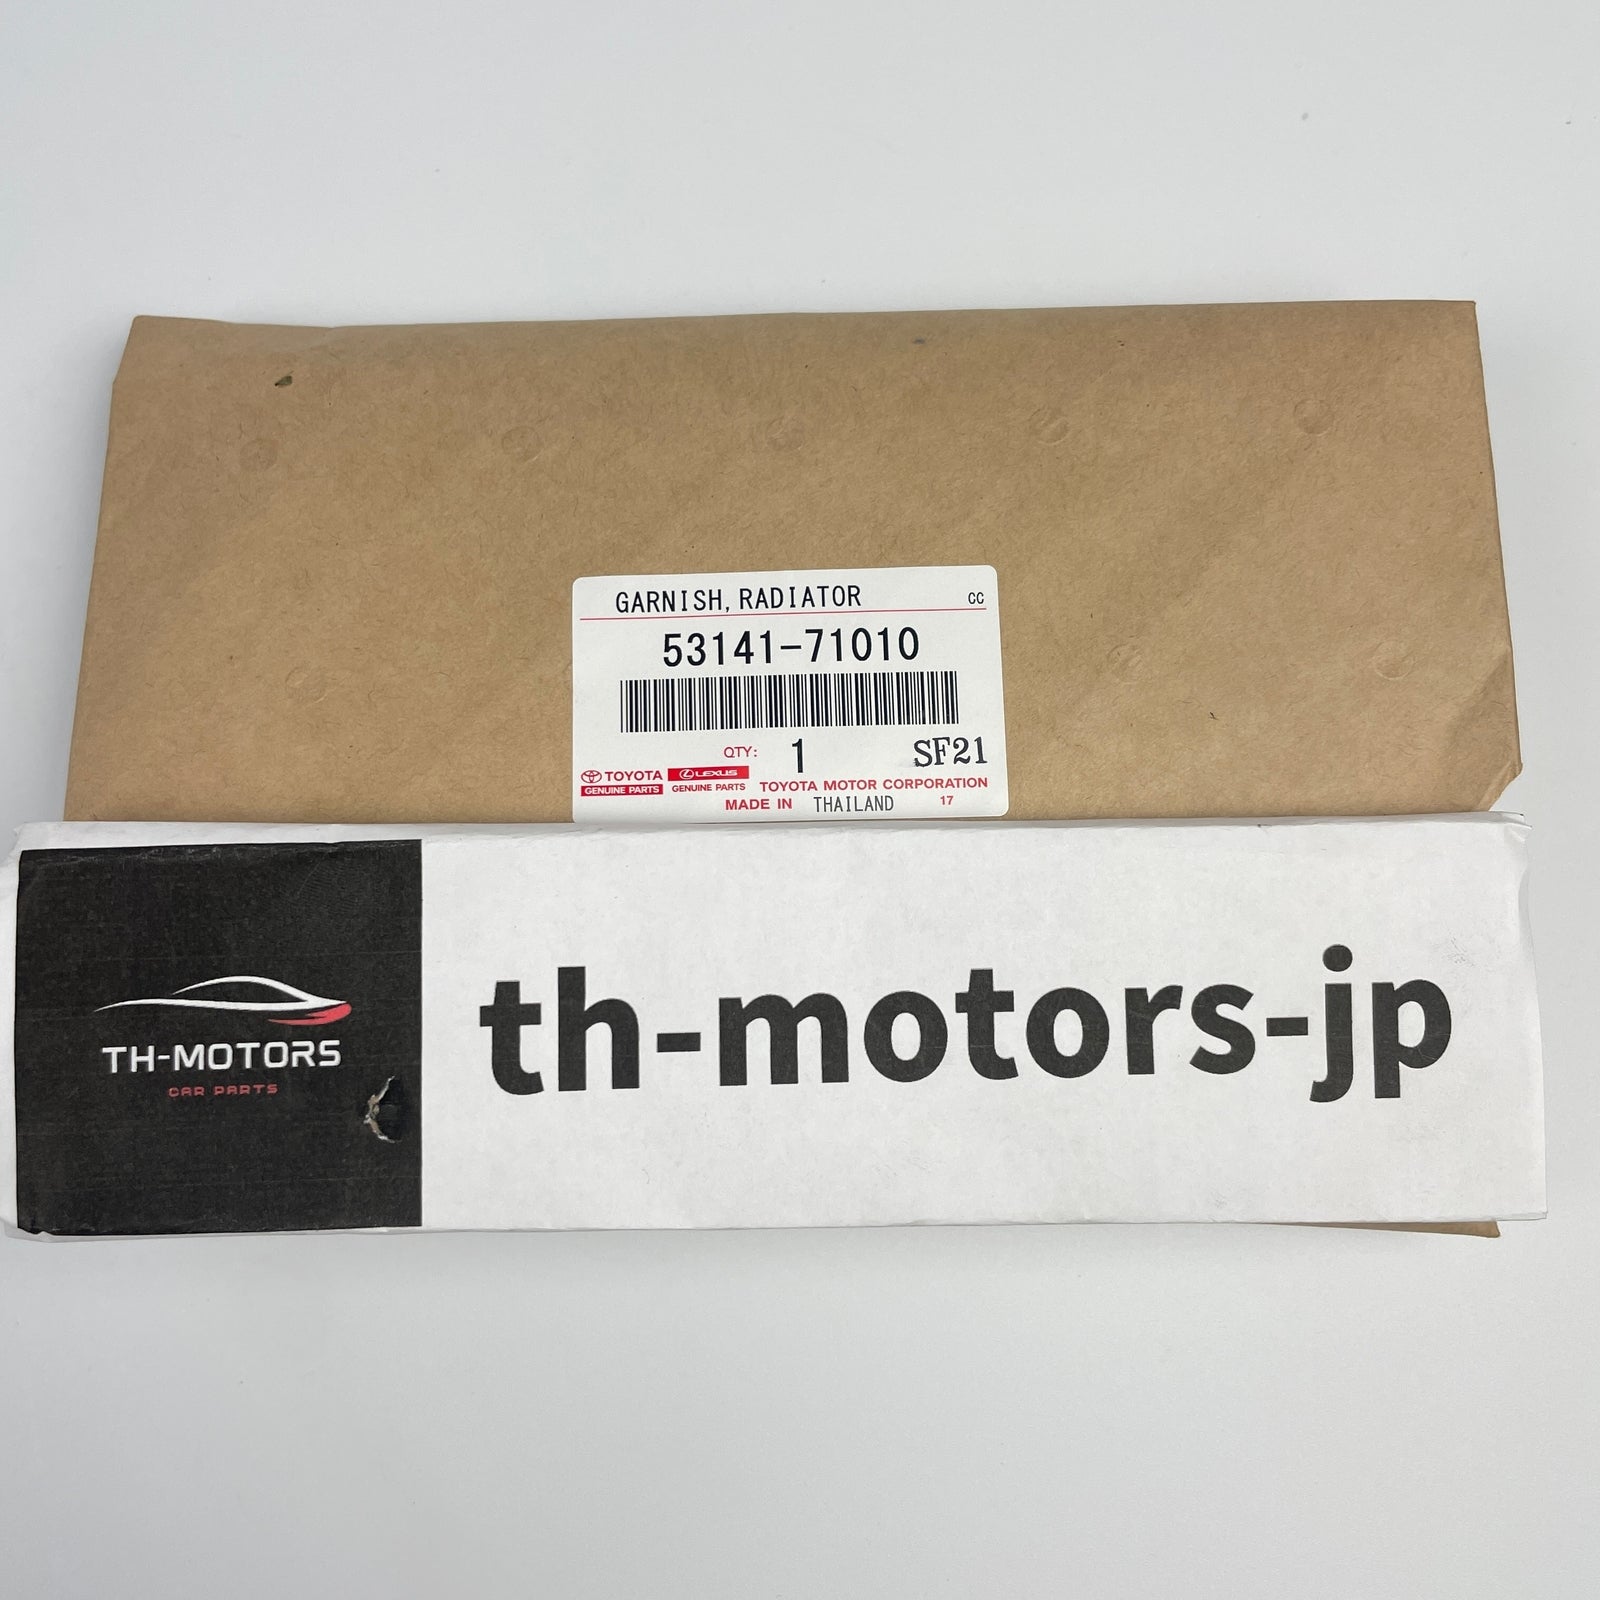 GARNISH, RADIATOR CC
53141-71010
QTY: 1 SF21
TOYOTA LEXUS TOYOTA MOTOR CORPORATION
GENUINE PARTS GENUINE PARTS
MADE IN THAILAND 17
th-motors-jp
TH-MOTORS
CAR PARTS